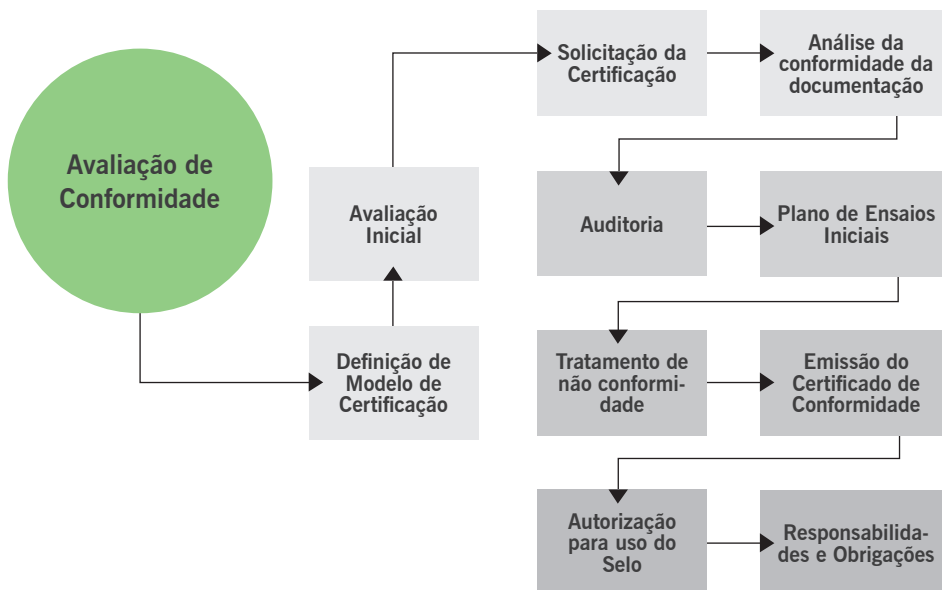 Avaliação de
Conformidade
Definição de
Modelo de
Certificação
Avaliação
Inicial
Solicitação da
Certificação
Análise da
conformidade da
documentação
Auditoria
Plano de Ensaios
Iniciais
Tratamento de
não conformi-
dade
Emissão do
Certificado de
Conformidade
Autorização
para uso do
Selo
Responsabilida-
des e Obrigações